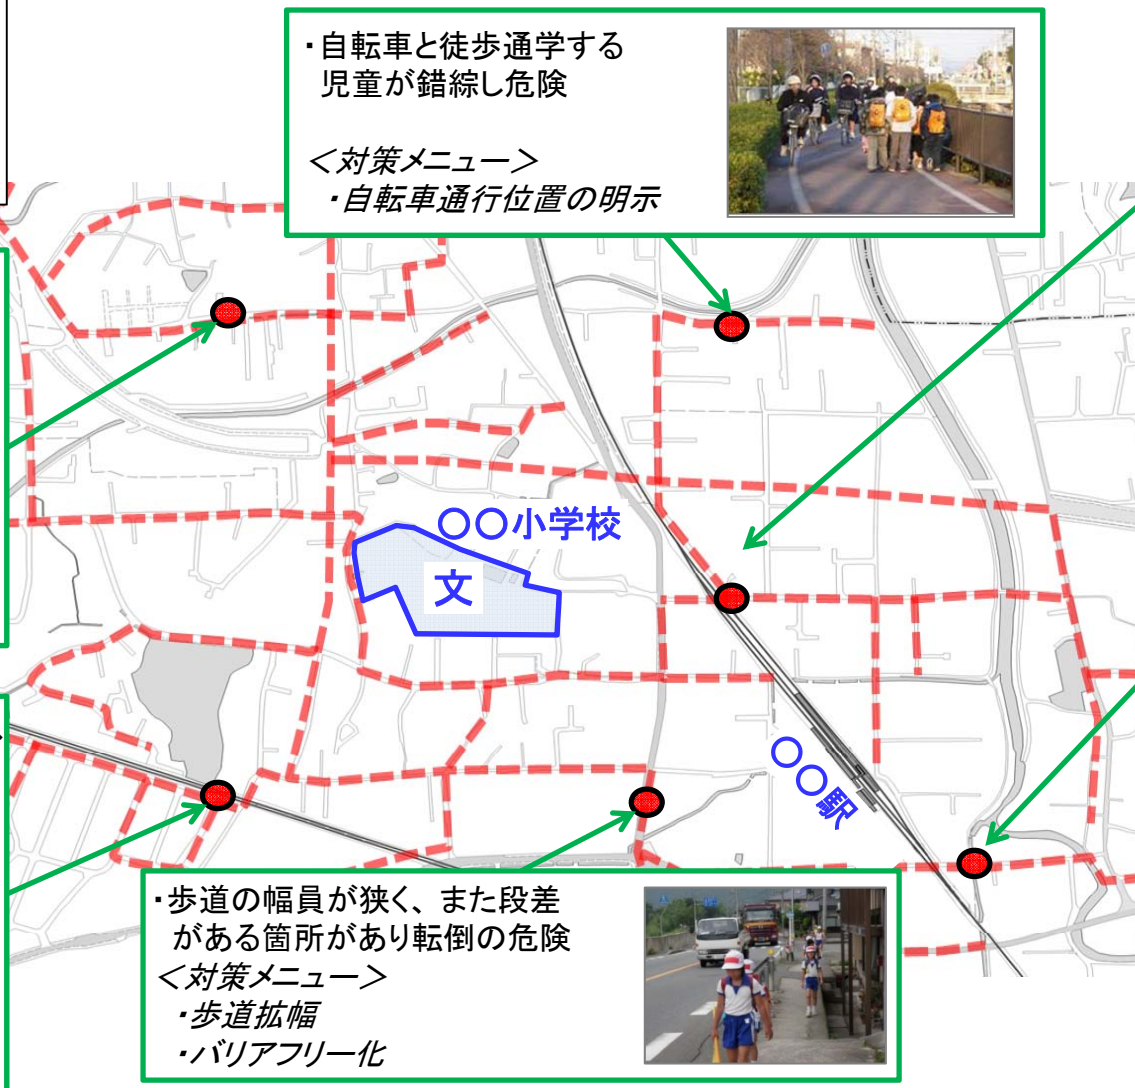 ・自転車と徒歩通学する
児童が錯綜し危険
＜対策メニュー＞
・自転車通行位置の明示
〇〇小学校
文
〇〇駅
・歩道の幅員が狭く、また段差
がある箇所があり転倒の危険
＜対策メニュー＞
・歩道拡幅
・バリアフリー化